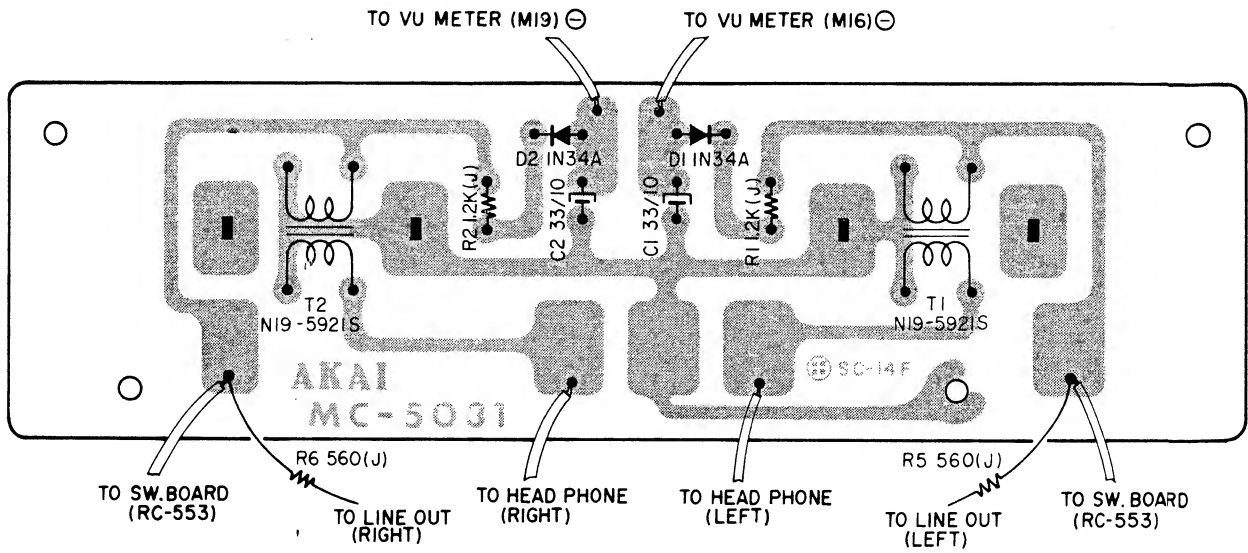 TO VU METER (M19) ⊖
TO VU METER (M16) ⊖
D2 1N34A
D1 1N34A
R2 1.2K(J)
C2 33/10
C1 33/10
R1 1.2K(J)
T2
N19-5921S
T1
N19-5921S
AKAI
MC-5031
SC-14F
R6 560(J)
R5 560(J)
TO SW. BOARD
(RC-553)
TO LINE OUT
(RIGHT)
TO HEAD PHONE
(RIGHT)
TO HEAD PHONE
(LEFT)
TO LINE OUT
(LEFT)
TO SW. BOARD
(RC-553)